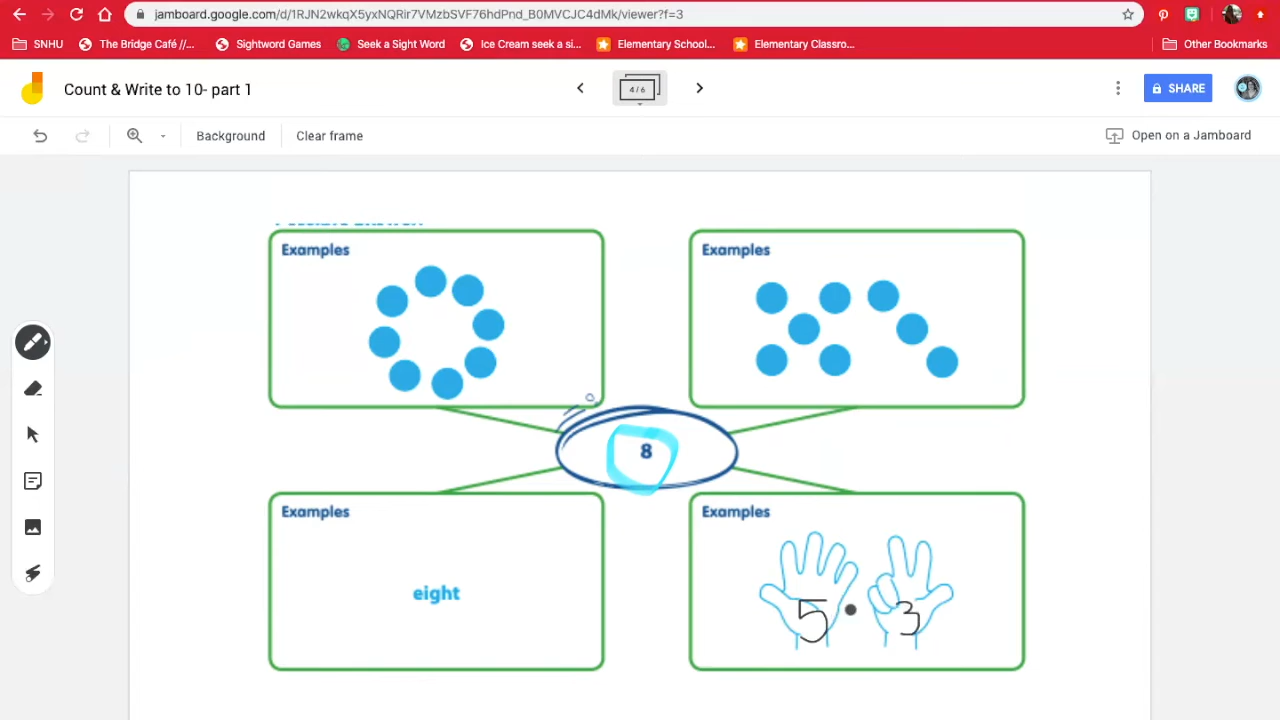 jamboard.google.com/d/1RJN2wkqX5yxNQRir7VMzbSVF76hdPnd_B0MVCJC4dMk/viewer?f=3
SNHU
The Bridge Café //...
Sightword Games
Seek a Sight Word
Ice Cream seek a si...
Elementary School...
Elementary Classro...
Other Bookmarks
Count & Write to 10- part 1
4 / 6
SHARE
Background
Clear frame
Open on a Jamboard
Examples
Examples
8
Examples
eight
Examples
5 3